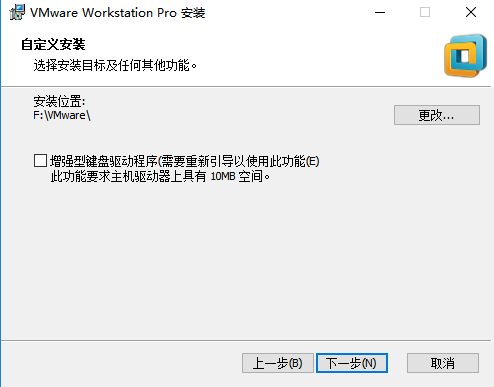 VMware Workstation Pro 安装
自定义安装
选择安装目标及任何其他功能。
安装位置:
F:\VMware\
更改...
增强型键盘驱动程序(需要重新引导以使用此功能(E)
此功能要求主机驱动器上具有 10MB 空间。
上一步(B)
下一步(N)
取消